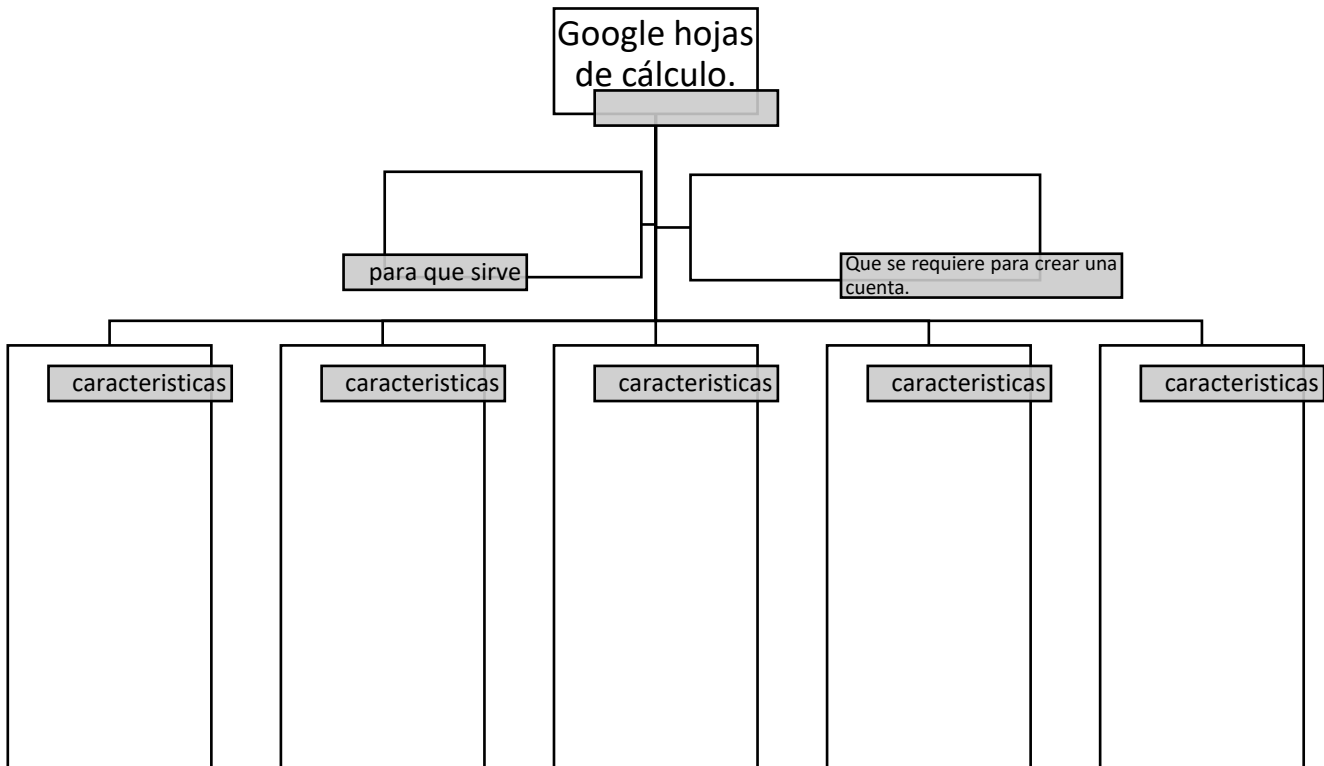 Google hojas
de cálculo.
para que sirve
Que se requiere para crear una
cuenta.
caracteristicas
caracteristicas
caracteristicas
caracteristicas
caracteristicas